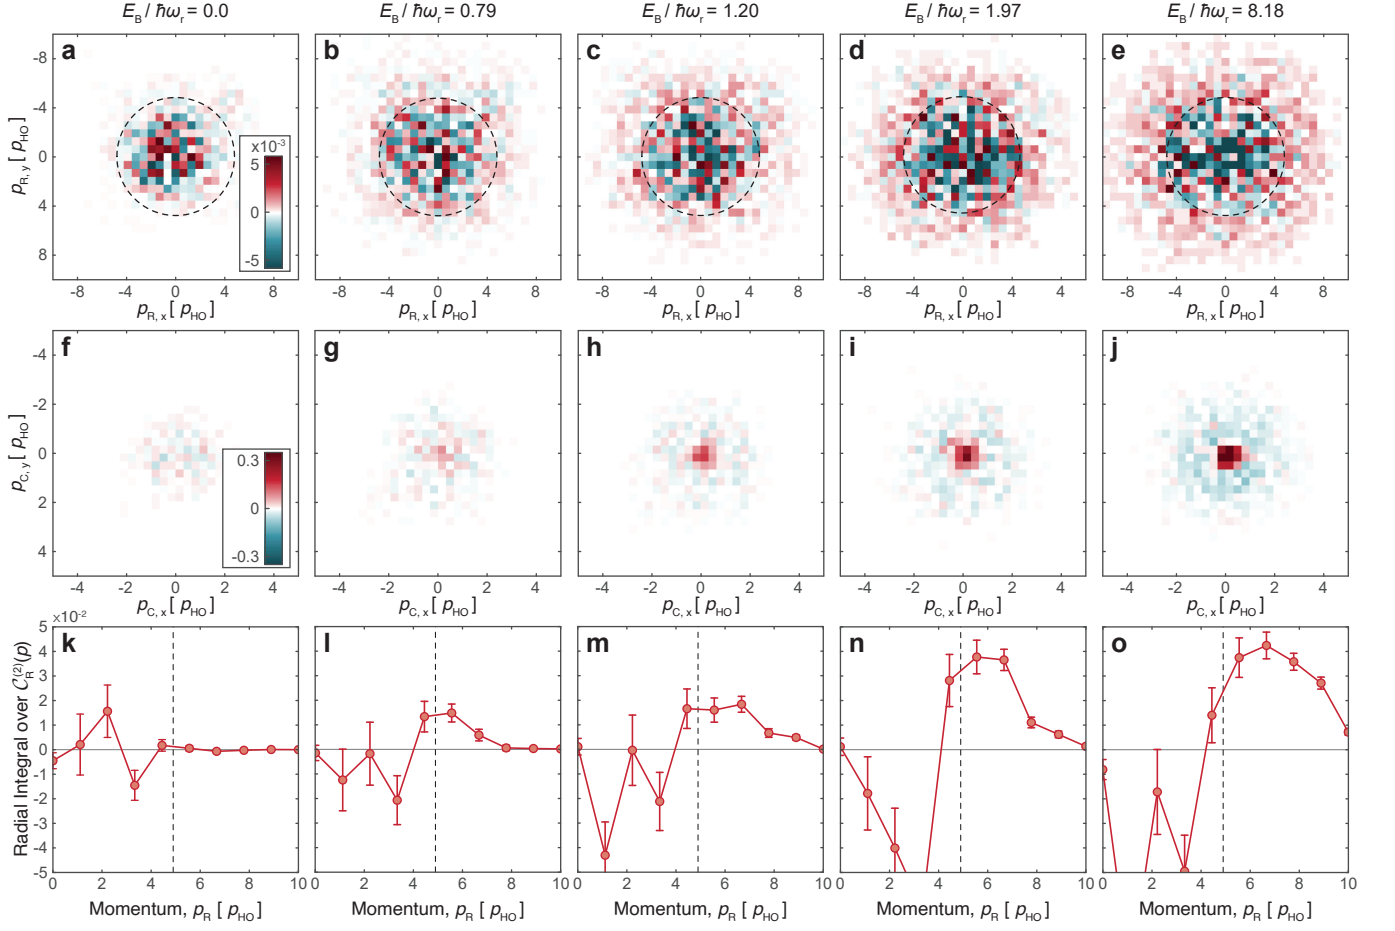 E_B / ħω_r = 0.0
E_B / ħω_r = 0.79
E_B / ħω_r = 1.20
E_B / ħω_r = 1.97
E_B / ħω_r = 8.18
a
b
c
d
e
-8
-4
0
4
8
p_R, y [ p_HO ]
x10⁻³
5
0
-5
-8 -4 0 4 8
-8 -4 0 4 8
-8 -4 0 4 8
-8 -4 0 4 8
-8 -4 0 4 8
p_R, x [ p_HO ]
p_R, x [ p_HO ]
p_R, x [ p_HO ]
p_R, x [ p_HO ]
p_R, x [ p_HO ]
f
g
h
i
j
-4
-2
0
2
4
p_C, y [ p_HO ]
0.3
0
-0.3
-4 -2 0 2 4
-4 -2 0 2 4
-4 -2 0 2 4
-4 -2 0 2 4
-4 -2 0 2 4
p_C, x [ p_HO ]
p_C, x [ p_HO ]
p_C, x [ p_HO ]
p_C, x [ p_HO ]
p_C, x [ p_HO ]
×10⁻²
k
l
m
n
o
5
4
3
2
1
0
-1
-2
-3
-4
-5
Radial Integral over C_R^(2)(p)
0 2 4 6 8 10
0 2 4 6 8 10
0 2 4 6 8 10
0 2 4 6 8 10
0 2 4 6 8 10
Momentum, p_R [ p_HO ]
Momentum, p_R [ p_HO ]
Momentum, p_R [ p_HO ]
Momentum, p_R [ p_HO ]
Momentum, p_R [ p_HO ]